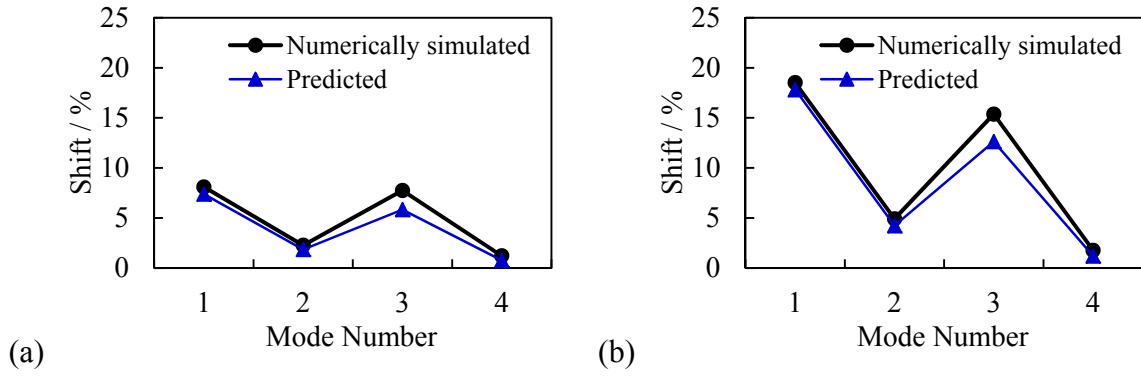 25
20
15
10
5
0
Shift / %
Numerically simulated
Predicted
1 2 3 4
Mode Number
(a)
25
20
15
10
5
0
Shift / %
Numerically simulated
Predicted
1 2 3 4
Mode Number
(b)